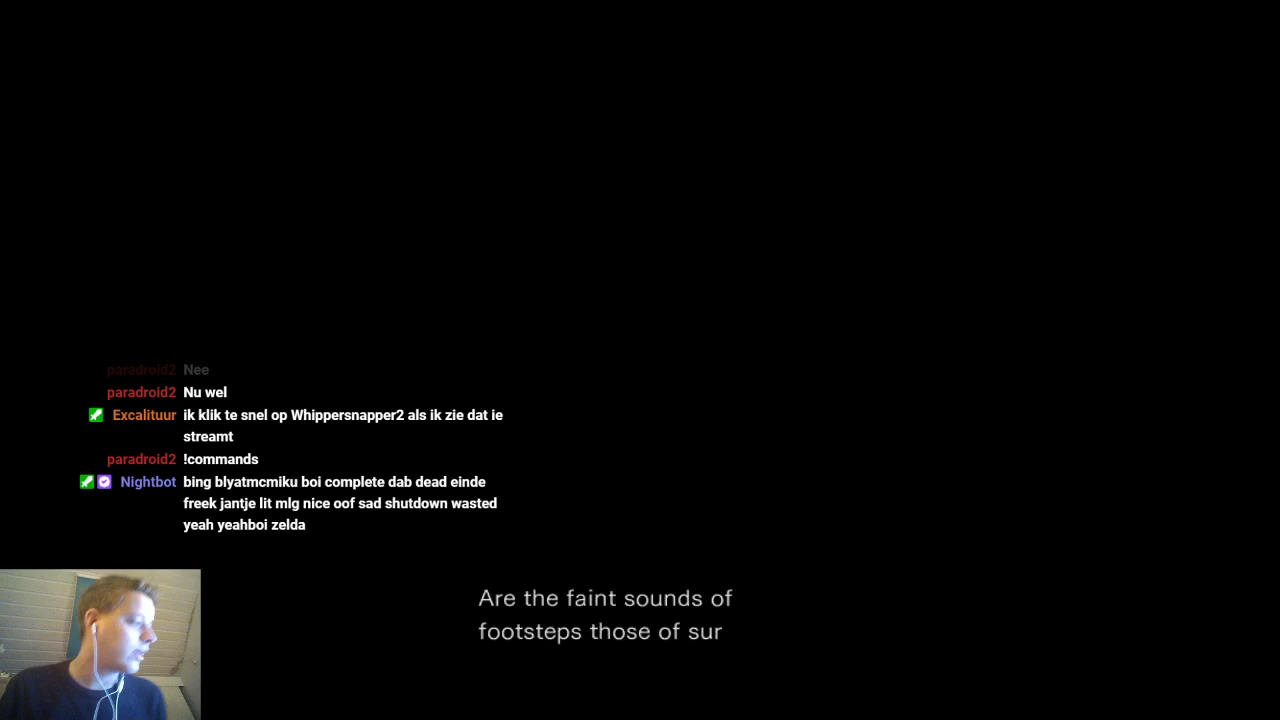 paradroid2 Nee
paradroid2 Nu wel
Excalituur ik klik te snel op Whippersnapper2 als ik zie dat ie
streamt
paradroid2 !commands
Nightbot bing blyatmcmiku boi complete dab dead einde
freek jantje lit mlg nice oof sad shutdown wasted
yeah yeahboi zelda
Are the faint sounds of
footsteps those of sur